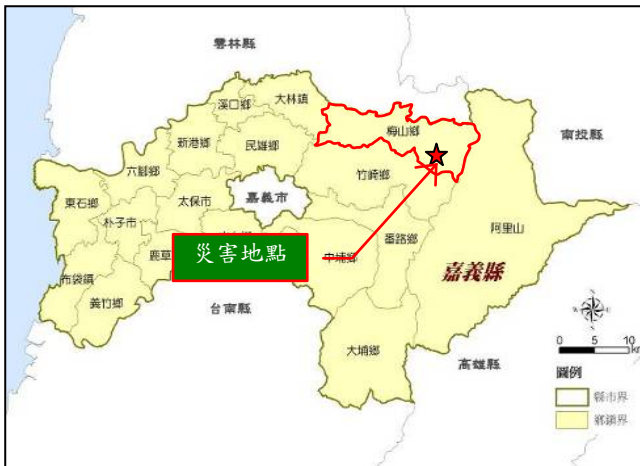 雲林縣
溪口鄉
大林鎮
梅山鄉
南投縣
新港鄉
民雄鄉
六腳鄉
竹崎鄉
東石鄉
太保市
嘉義市
朴子市
阿里山
番路鄉
鹿草
災害地點
中埔鄉
嘉義縣
布袋鎮
義竹鄉
台南縣
大埔鄉
高雄縣
0 5 10
km
圖例
縣市界
鄉鎮界